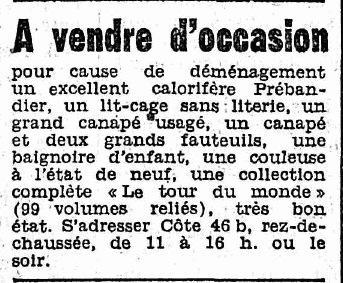 A vendre d'occasion
pour cause de déménagement
un excellent calorifère Préban-
dier, un lit-cage sans literie, un
grand canapé usagé, un canapé
et deux grands fauteuils, une
baignoire d'enfant, une couleuse
à l'état de neuf, une collection
complète « Le tour du monde »
(99 volumes reliés), très bon
état. S'adresser Côte 46 b, rez-de-
chaussée, de 11 à 16 h. ou le
soir.